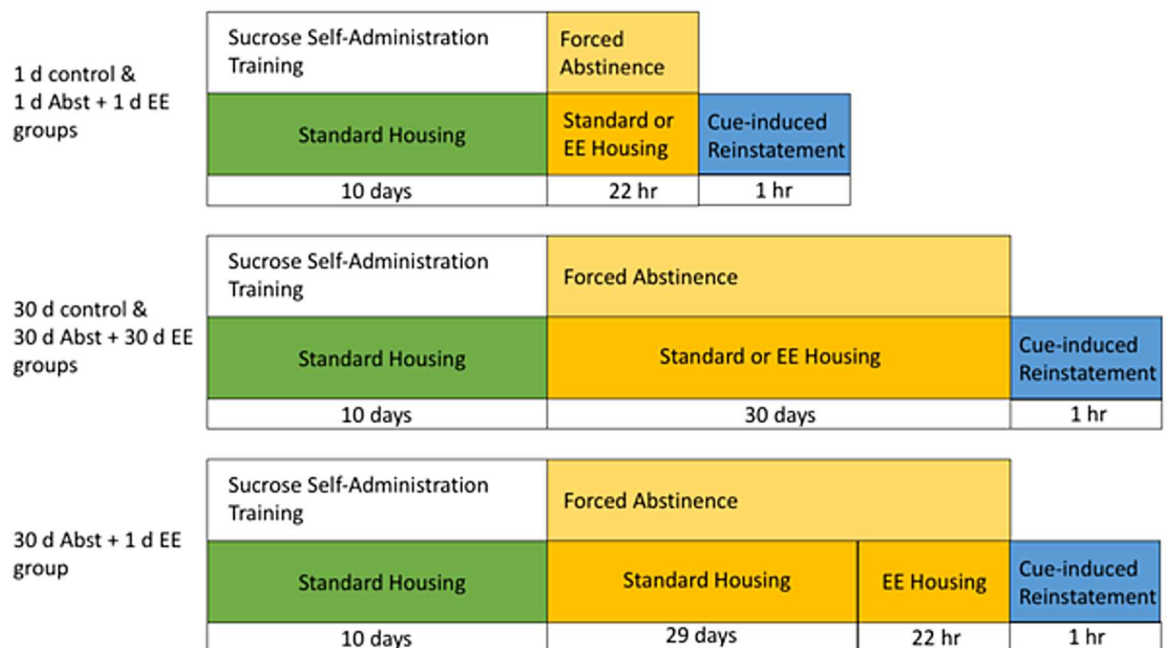 1 d control &
1 d Abst + 1 d EE
groups
Sucrose Self-Administration
Training
Forced
Abstinence
Standard Housing
Standard or
EE Housing
Cue-induced
Reinstatement
10 days
22 hr
1 hr
30 d control &
30 d Abst + 30 d EE
groups
Sucrose Self-Administration
Training
Forced Abstinence
Standard Housing
Standard or EE Housing
Cue-induced
Reinstatement
10 days
30 days
1 hr
30 d Abst + 1 d EE
group
Sucrose Self-Administration
Training
Forced Abstinence
Standard Housing
Standard Housing
EE Housing
Cue-induced
Reinstatement
10 days
29 days
22 hr
1 hr